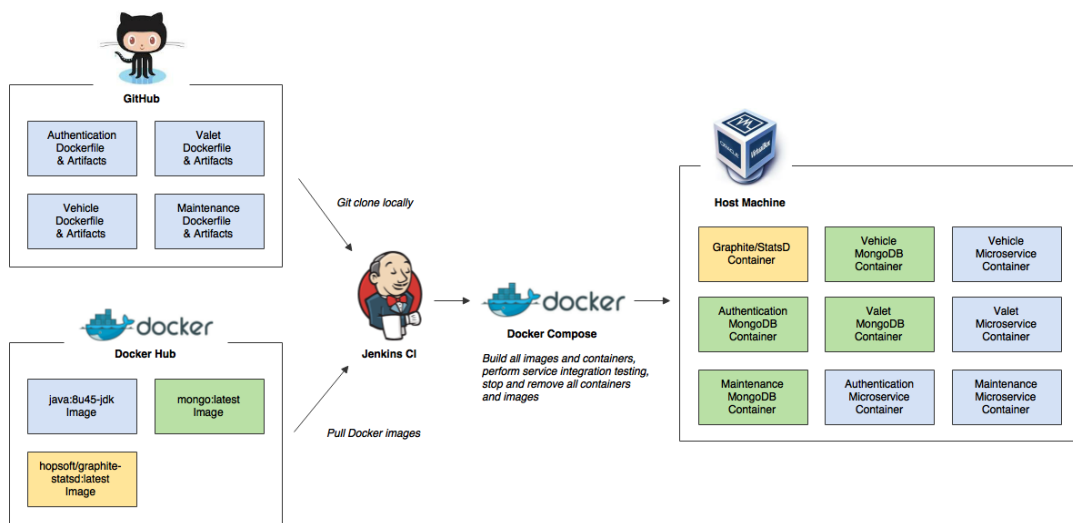 GitHub
Authentication
Dockerfile
& Artifacts
Valet
Dockerfile
& Artifacts
Vehicle
Dockerfile
& Artifacts
Maintenance
Dockerfile
& Artifacts
Git clone locally
docker
Docker Hub
java:8u45-jdk
Image
mongo:latest
Image
hopsoft/graphite-
statsd:latest
Image
Pull Docker images
Jenkins CI
docker
Docker Compose
Build all images and containers,
perform service integration testing,
stop and remove all containers
and images
ORACLE
VirtualBox
Host Machine
Graphite/StatsD
Container
Vehicle
MongoDB
Container
Vehicle
Microservice
Container
Authentication
MongoDB
Container
Valet
MongoDB
Container
Valet
Microservice
Container
Maintenance
MongoDB
Container
Authentication
Microservice
Container
Maintenance
Microservice
Container